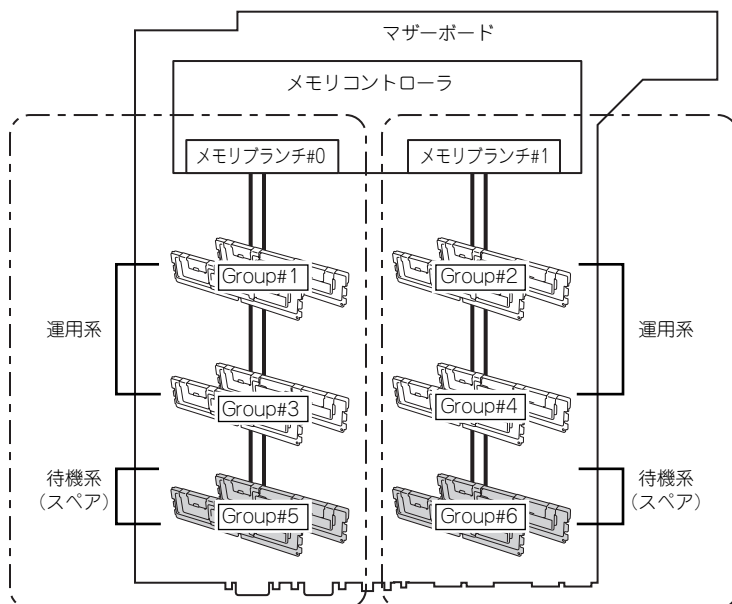 マザーボード
メモリコントローラ
メモリブランチ#0
メモリブランチ#1
Group#1
Group#2
運用系
運用系
Group#3
Group#4
待機系
(スペア)
待機系
(スペア)
Group#5
Group#6